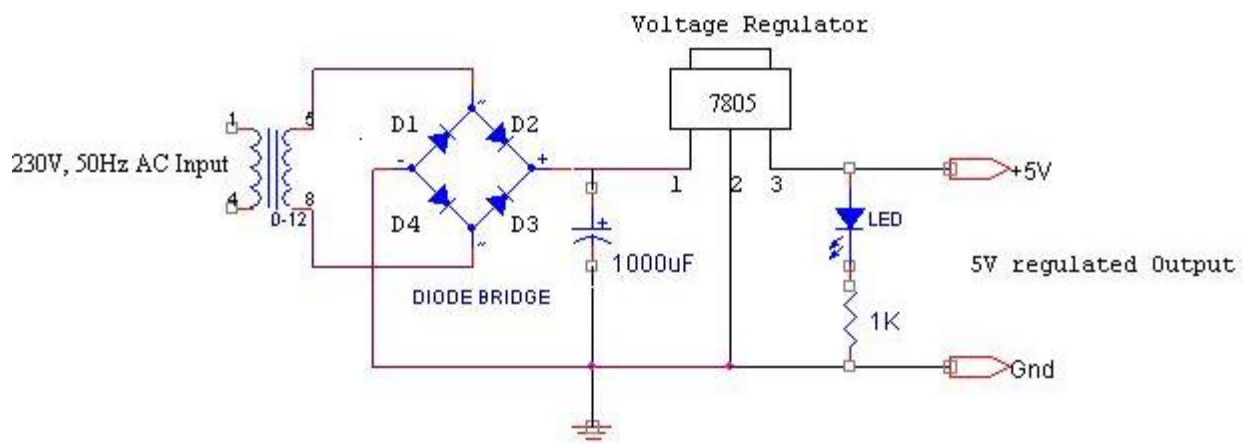 Voltage Regulator
7805
1
5
D1
D2
~
230V, 50Hz AC Input
-
+
1
2
3
+5V
4
8
0-12
D4
D3
~
+
LED
1000uF
5V regulated Output
DIODE BRIDGE
1K
Gnd